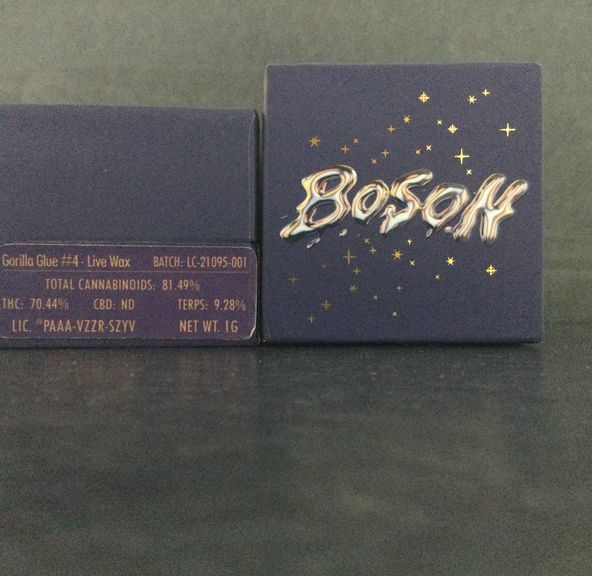 Gorilla Glue #4 - Live Wax BATCH: LC-21095-001
TOTAL CANNABINOIDS: 81.49%
THC: 70.44% CBD: ND TERPS: 9.28%
LIC. #PAAA-VZZR-SZYV NET WT. 1G
BOSON